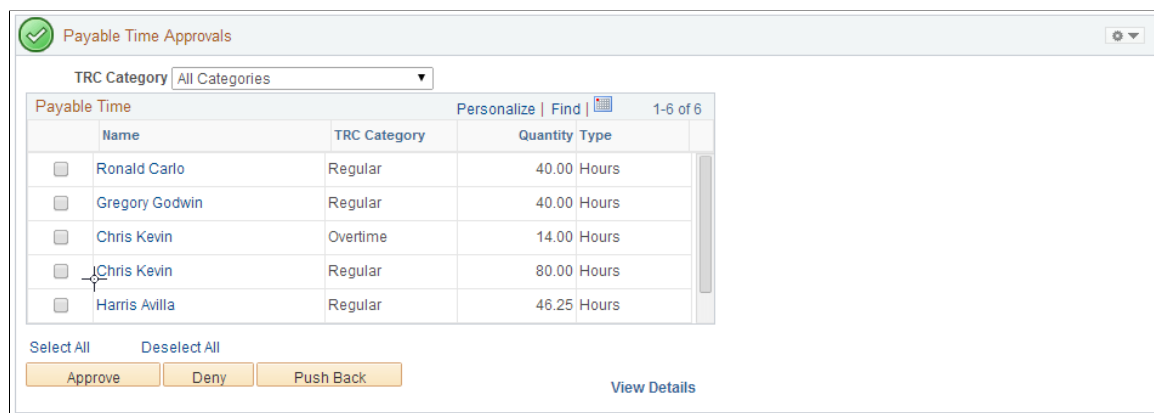 Payable Time Approvals
TRC Category All Categories
Payable Time Personalize | Find | 1-6 of 6
Name TRC Category Quantity Type
Ronald Carlo Regular 40.00 Hours
Gregory Godwin Regular 40.00 Hours
Chris Kevin Overtime 14.00 Hours
Chris Kevin Regular 80.00 Hours
Harris Avilla Regular 46.25 Hours
Select All Deselect All
Approve Deny Push Back
View Details